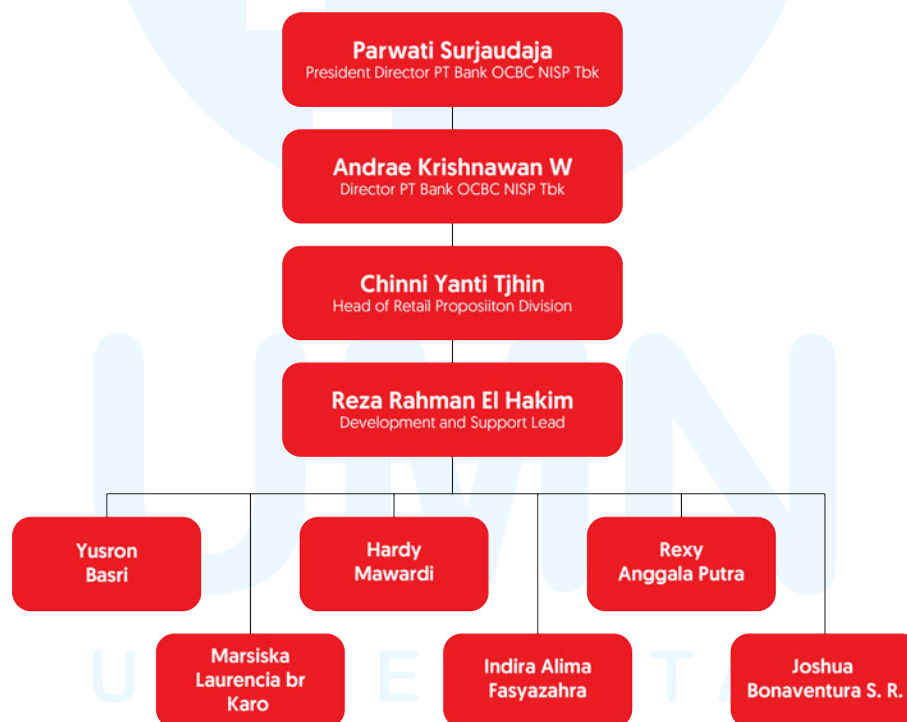 Parwati Surjaudaja
President Director PT Bank OCBC NISP Tbk
Andrae Krishnawan W
Director PT Bank OCBC NISP Tbk
Chinni Yanti Tjhin
Head of Retail Proposiiton Division
Reza Rahman El Hakim
Development and Support Lead
Yusron
Basri
Hardy
Mawardi
Rexy
Anggala Putra
Marsiska
Laurencia br
Karo
Indira Alima
Fasyazahra
Joshua
Bonaventura S. R.
UMN